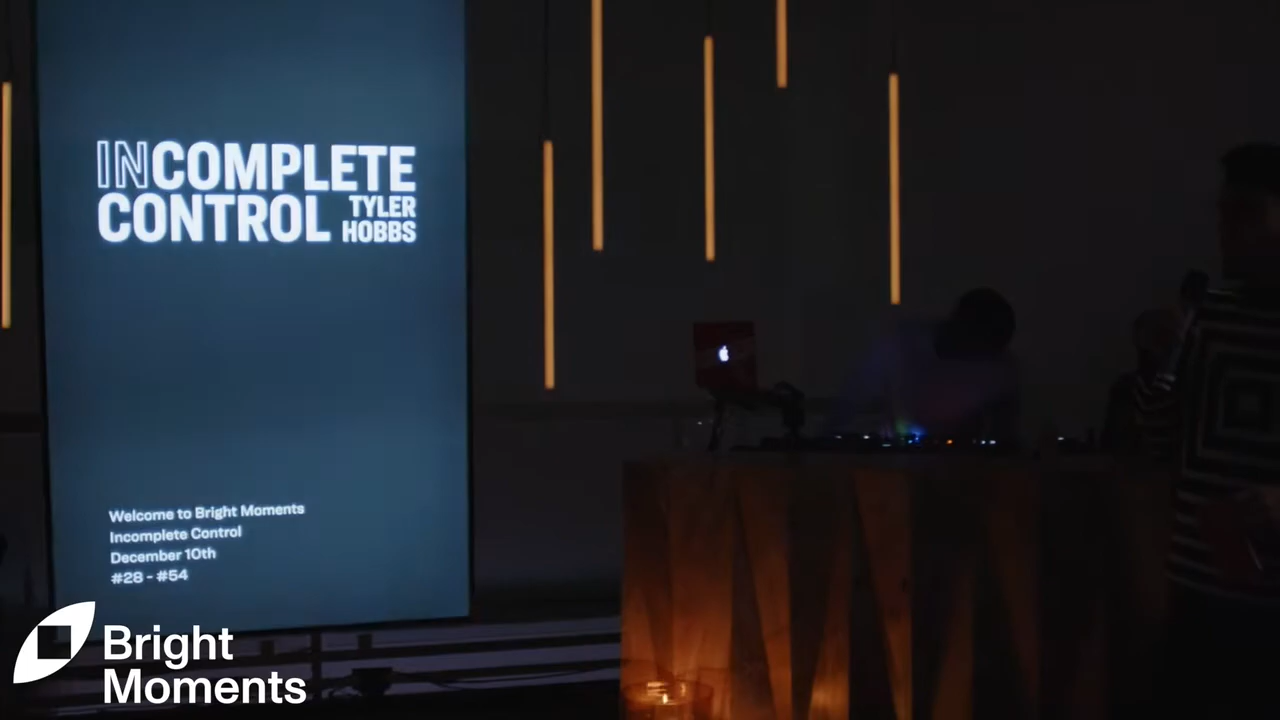 INCOMPLETE
CONTROL TYLER
HOBBS
Welcome to Bright Moments
Incomplete Control
December 10th
#28 - #54
Bright
Moments